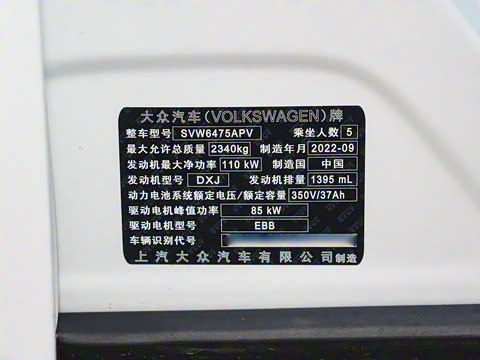 大众汽车(VOLKSWAGEN)牌
整车型号 SVW6475APV 乘坐人数 5
最大允许总质量 2340kg 制造年月 2022-09
发动机最大净功率 110 kW 制造国 中国
发动机型号 DXJ 发动机排量 1395 mL
动力电池系统额定电压/额定容量 350V/37Ah
驱动电机峰值功率 85 kW
驱动电机型号 EBB
车辆识别代号
上汽大众汽车有限公司制造